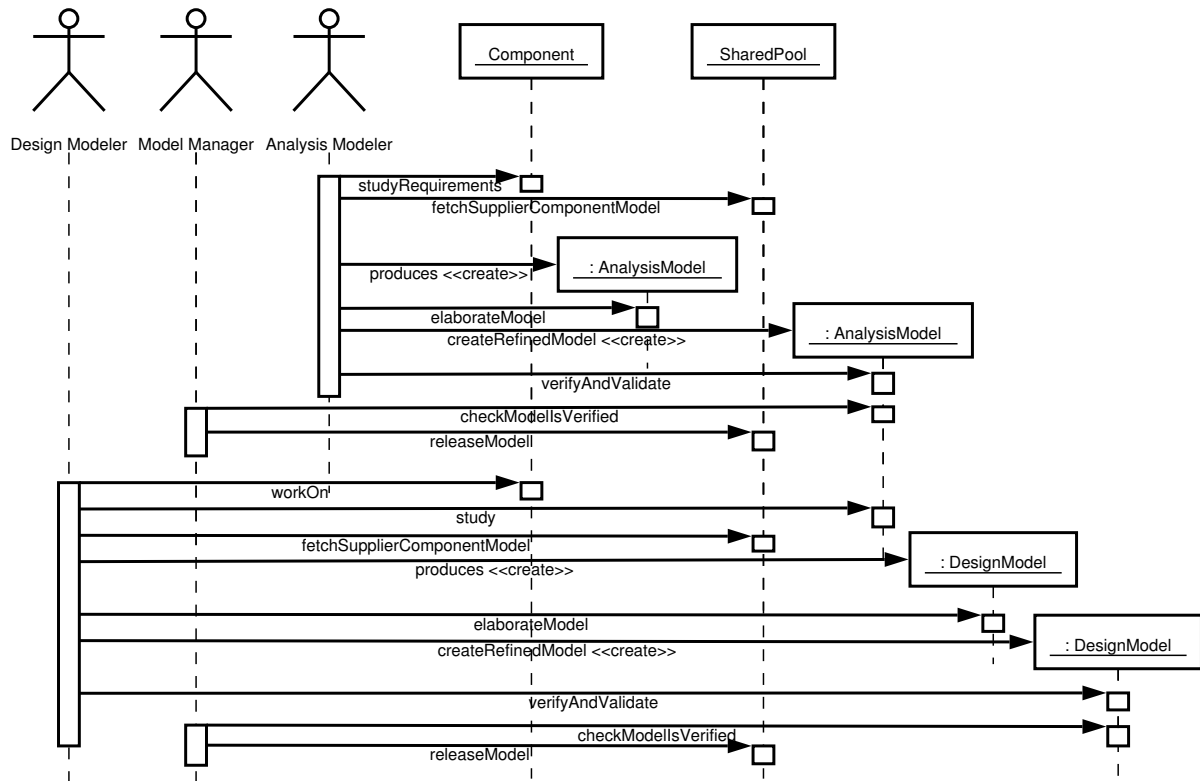 Component
SharedPool
Design Modeler
Model Manager
Analysis Modeler
studyRequirements
fetchSupplierComponentModel
produces <<create>>
: AnalysisModel
elaborateModel
createRefinedModel <<create>>
: AnalysisModel
verifyAndValidate
checkModelIsVerified
releaseModell
workOn
study
fetchSupplierComponentModel
produces <<create>>
: DesignModel
elaborateModel
createRefinedModel <<create>>
: DesignModel
verifyAndValidate
checkModelIsVerified
releaseModel